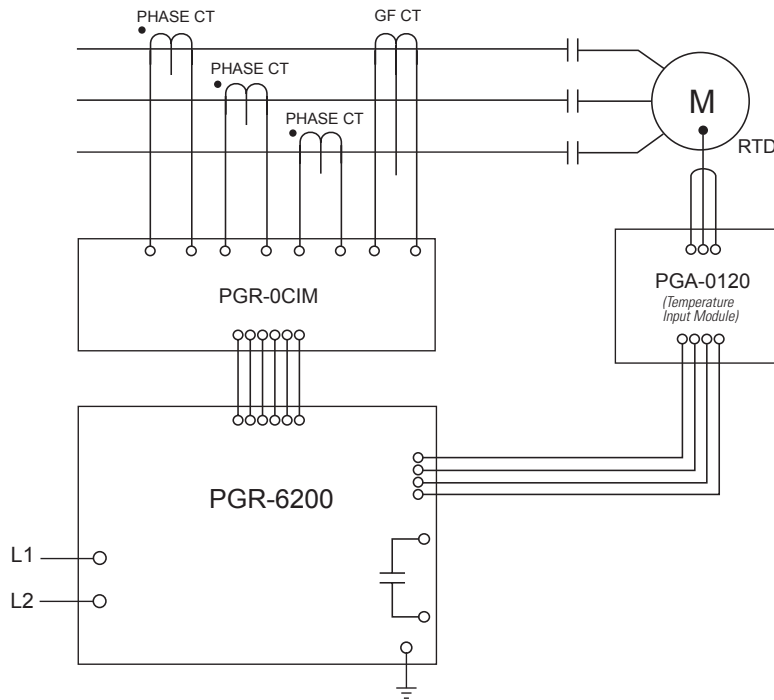 PHASE CT
GF CT
PHASE CT
PHASE CT
M
RTD
PGR-0CIM
PGA-0120
(Temperature
Input Module)
PGR-6200
L1
L2